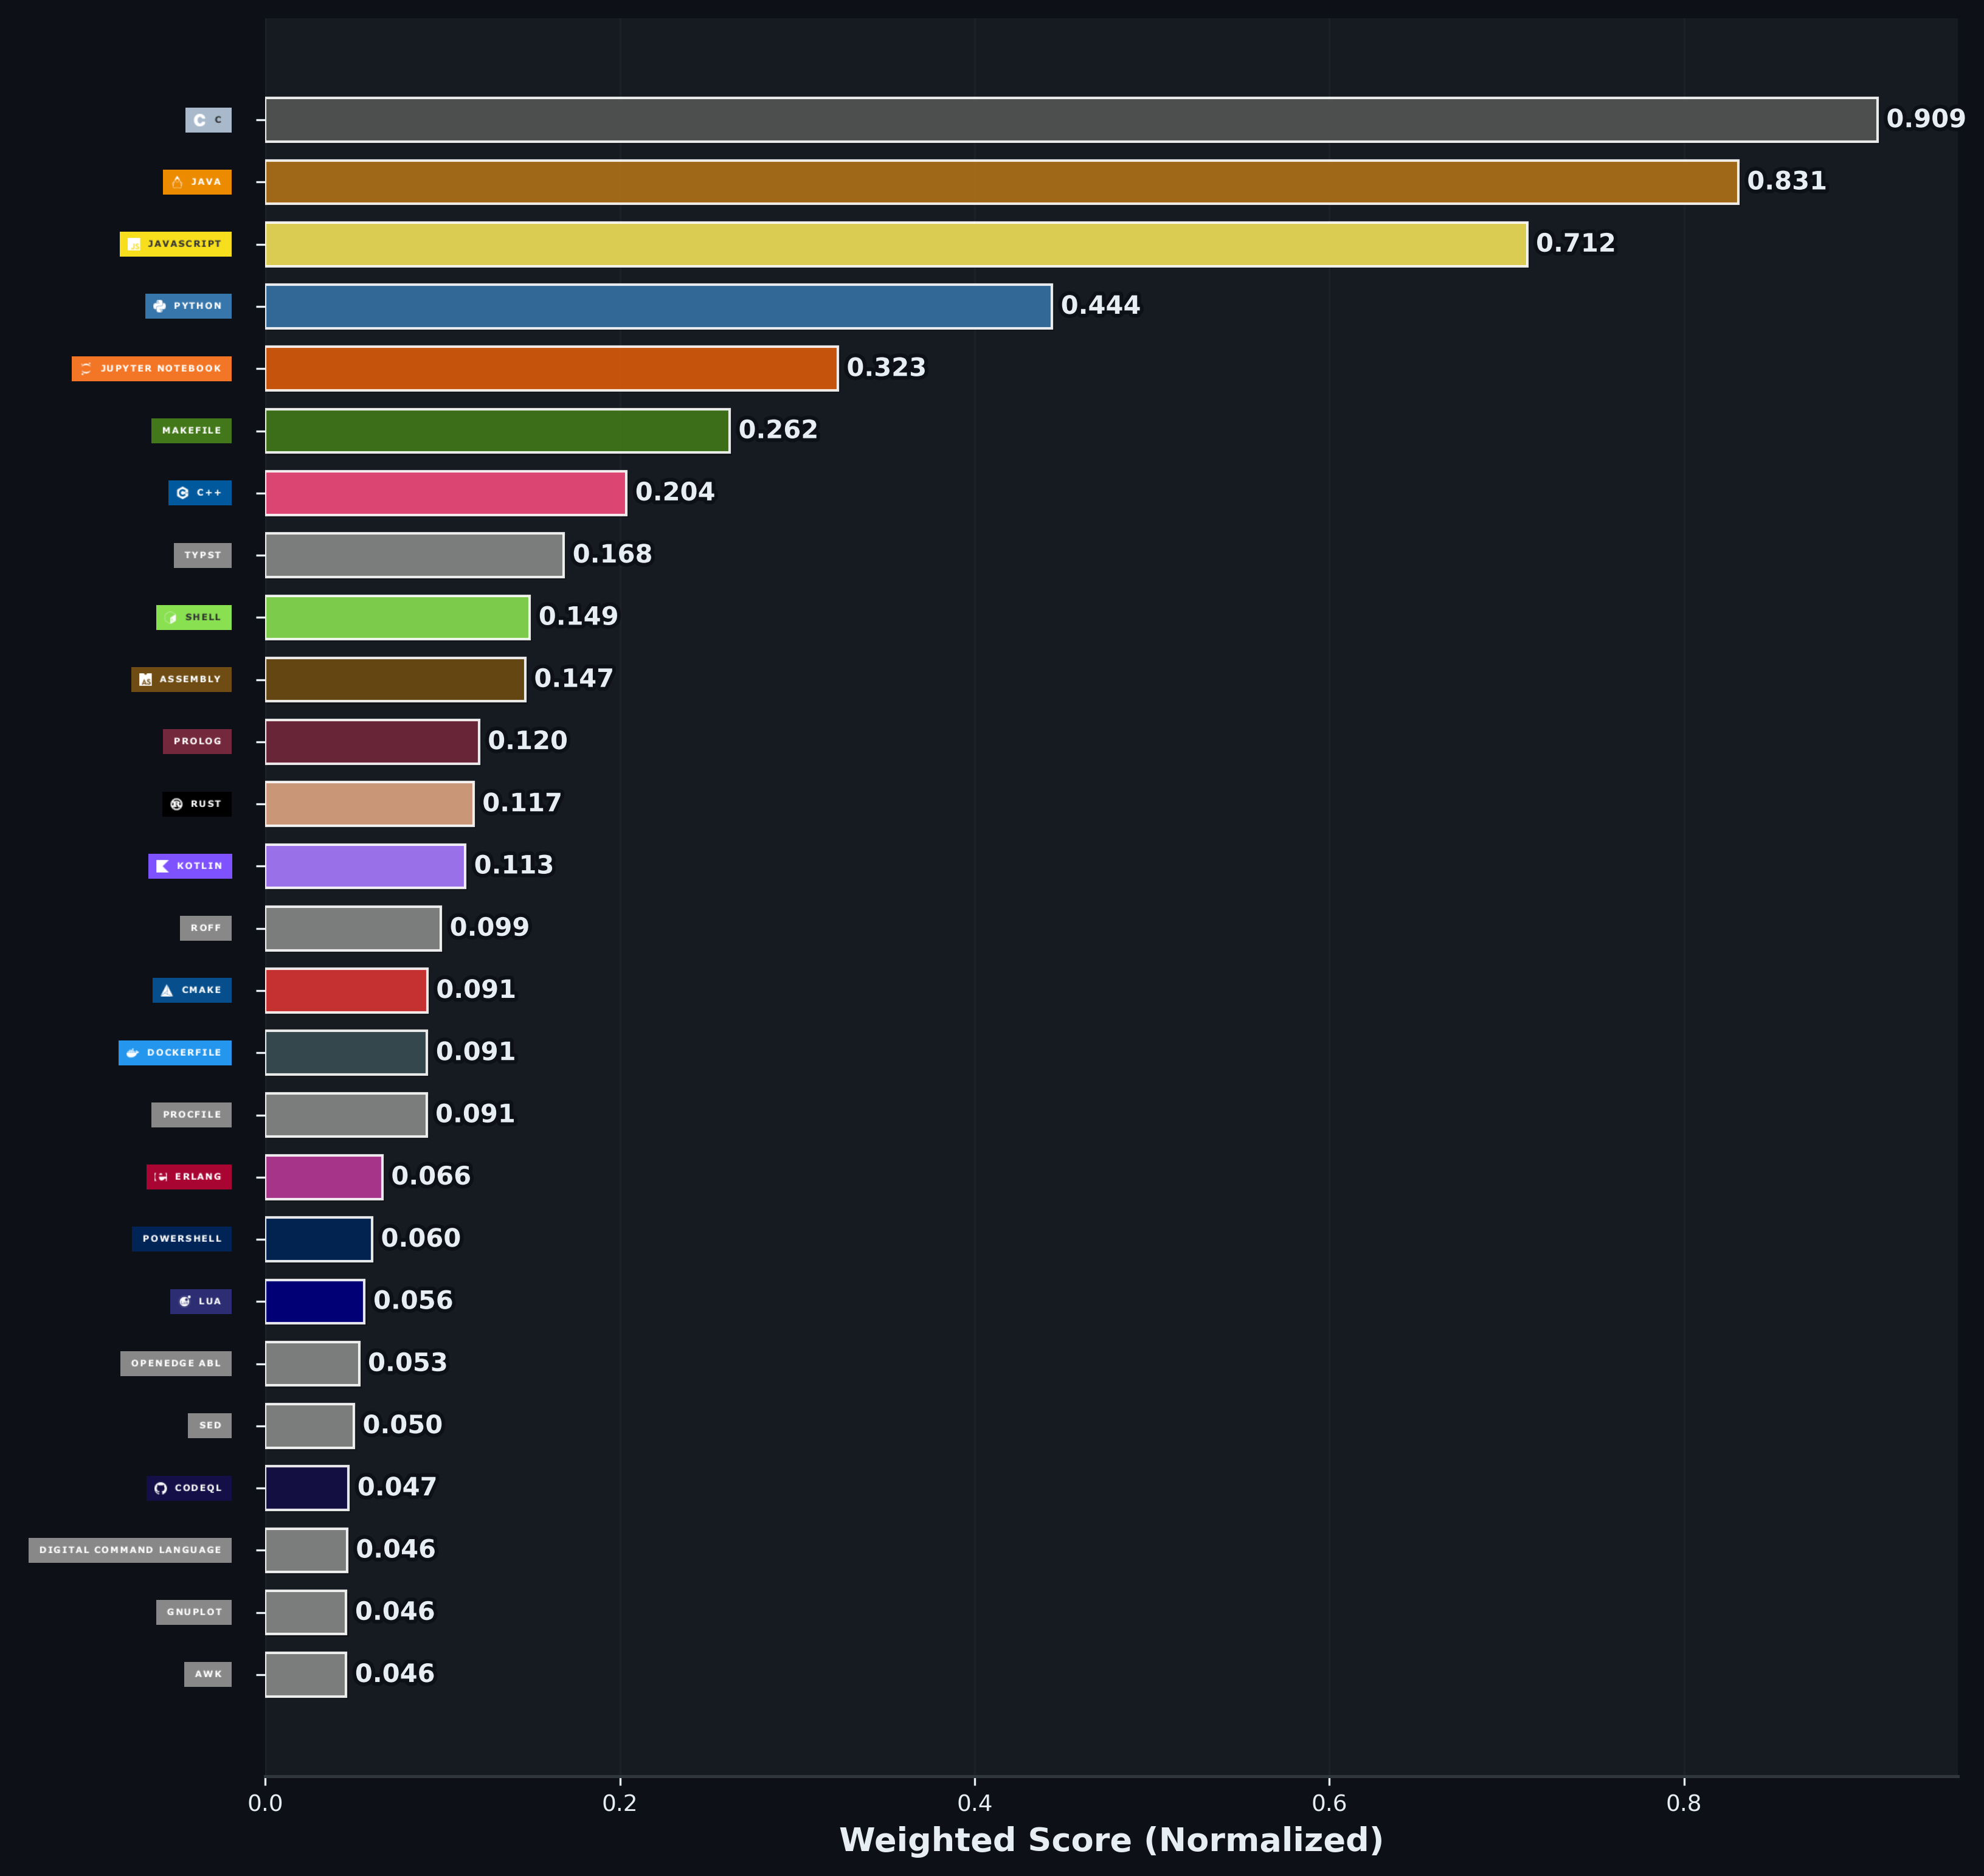 C 0.909
JAVA 0.831
JAVASCRIPT 0.712
PYTHON 0.444
JUPYTER NOTEBOOK 0.323
MAKEFILE 0.262
C++ 0.204
TYPST 0.168
SHELL 0.149
ASSEMBLY 0.147
PROLOG 0.120
RUST 0.117
KOTLIN 0.113
ROFF 0.099
CMAKE 0.091
DOCKERFILE 0.091
PROCFILE 0.091
ERLANG 0.066
POWERSHELL 0.060
LUA 0.056
OPENEDGE ABL 0.053
SED 0.050
CODEQL 0.047
DIGITAL COMMAND LANGUAGE 0.046
GNUPLOT 0.046
AWK 0.046
0.0 0.2 0.4 0.6 0.8
Weighted Score (Normalized)